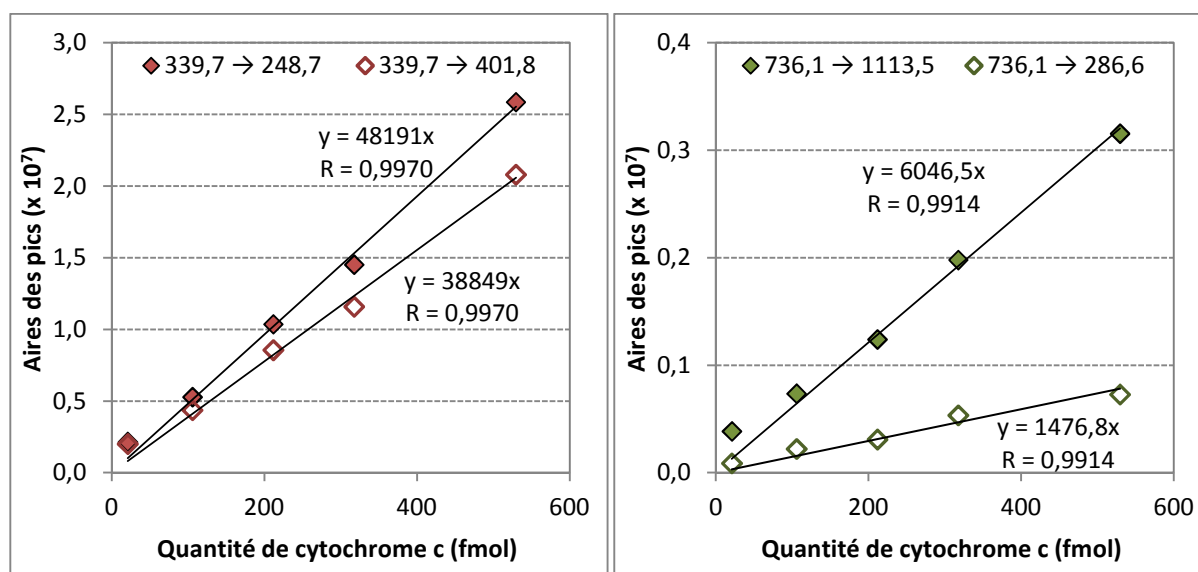 339,7 → 248,7 339,7 → 401,8
3,0
2,5
2,0
1,5
1,0
0,5
0,0
Aires des pics (x 10⁷)
y = 48191x
R = 0,9970
y = 38849x
R = 0,9970
0 200 400 600
Quantité de cytochrome c (fmol)
736,1 → 1113,5 736,1 → 286,6
0,4
0,3
0,2
0,1
0,0
Aires des pics (x 10⁷)
y = 6046,5x
R = 0,9914
y = 1476,8x
R = 0,9914
0 200 400 600
Quantité de cytochrome c (fmol)